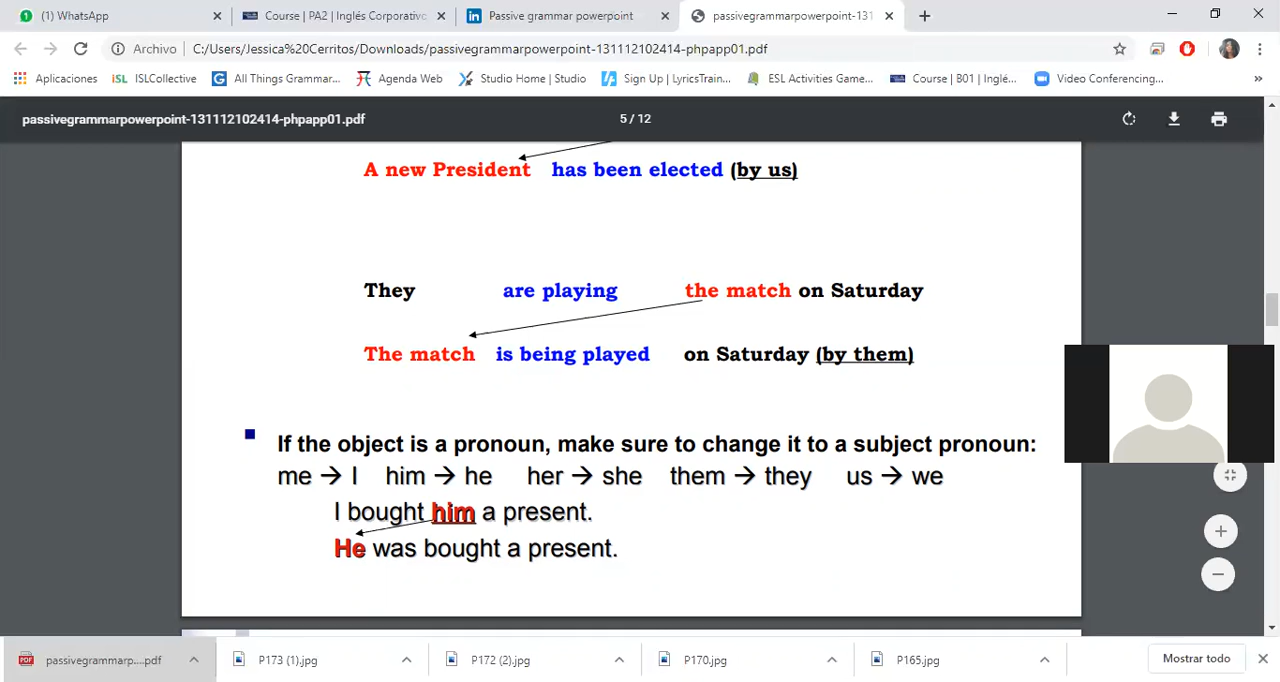 (1) WhatsApp
Course | PA2 | Inglés Corporativo
Passive grammar powerpoint
passivegrammarpowerpoint-131
Archivo
C:/Users/Jessica%20Cerritos/Downloads/passivegrammarpowerpoint-131112102414-phpapp01.pdf
Aplicaciones
iSL ISLCollective
All Things Grammar...
Agenda Web
Studio Home | Studio
Sign Up | LyricsTrain...
ESL Activities Game...
Course | B01 | Inglé...
Video Conferencing...
»
passivegrammarpowerpoint-131112102414-phpapp01.pdf
5 / 12
A new President has been elected (by us)
They are playing the match on Saturday
The match is being played on Saturday (by them)
If the object is a pronoun, make sure to change it to a subject pronoun:
me → I him → he her → she them → they us → we
I bought him a present.
He was bought a present.
passivegrammarp....pdf
P173 (1).jpg
P172 (2).jpg
P170.jpg
P165.jpg
Mostrar todo